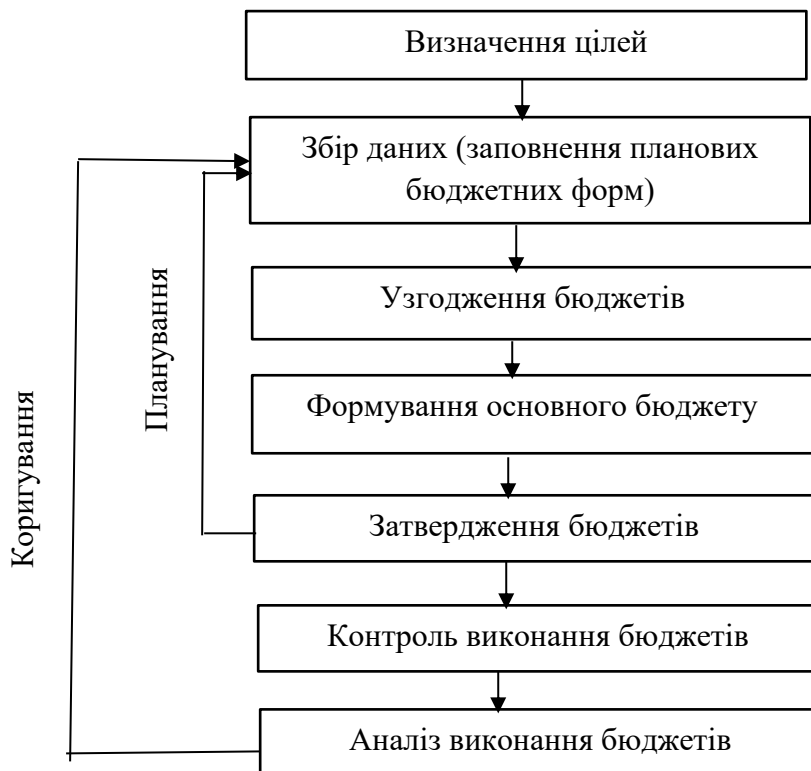 Визначення цілей
Збір даних (заповнення планових
бюджетних форм)
Узгодження бюджетів
Формування основного бюджету
Затвердження бюджетів
Контроль виконання бюджетів
Аналіз виконання бюджетів
Планування
Коригування